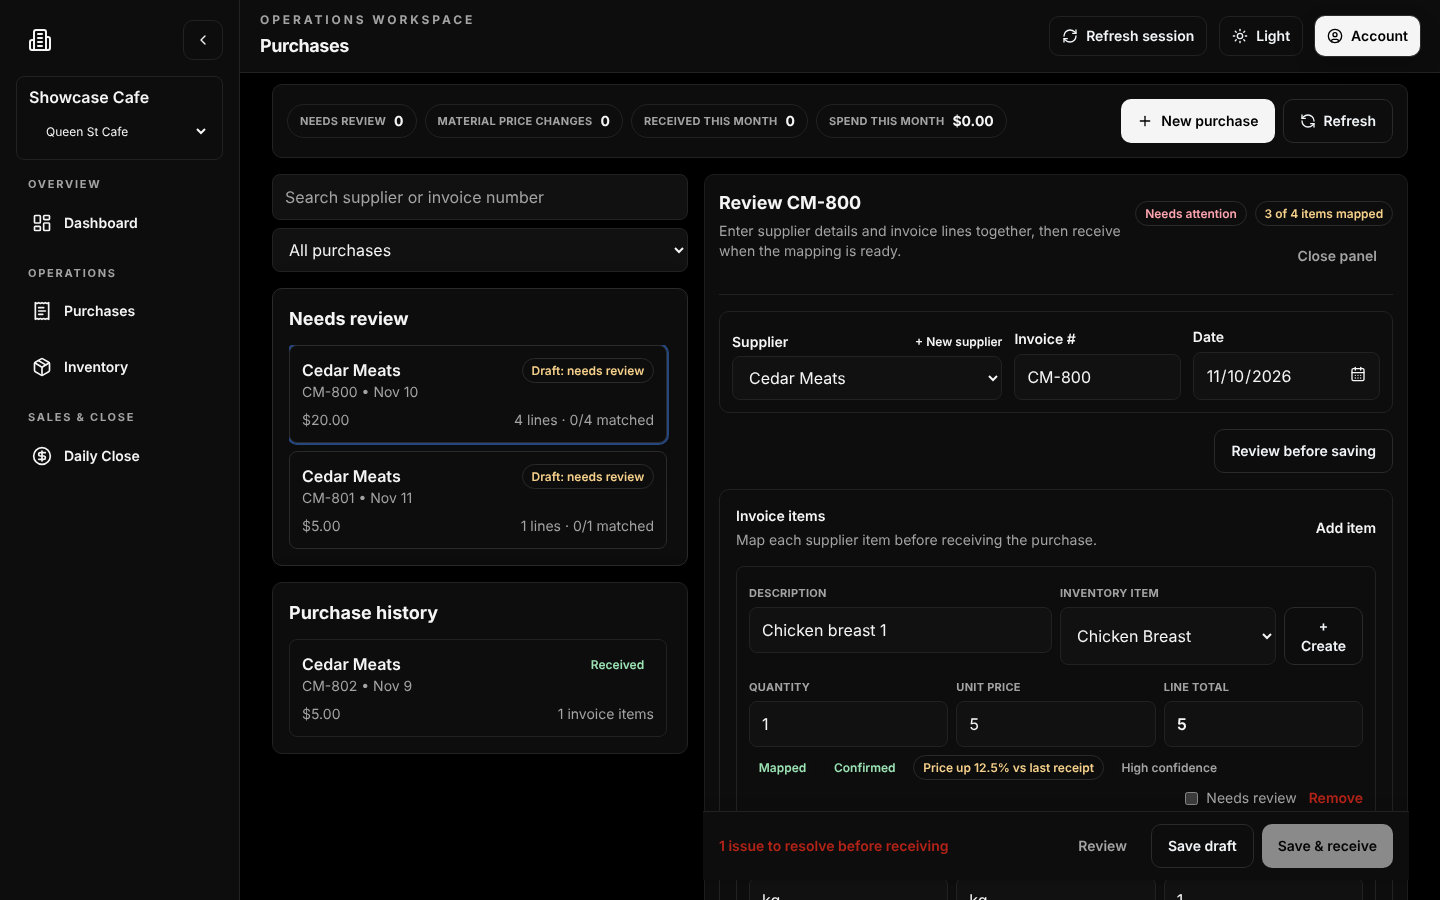 OPERATIONS WORKSPACE
Purchases
Refresh session
Light
Account
Showcase Cafe
Queen St Cafe
OVERVIEW
Dashboard
OPERATIONS
Purchases
Inventory
SALES & CLOSE
Daily Close
NEEDS REVIEW 0
MATERIAL PRICE CHANGES 0
RECEIVED THIS MONTH 0
SPEND THIS MONTH $0.00
+ New purchase
Refresh
Search supplier or invoice number
All purchases
Needs review
Cedar Meats
Draft: needs review
CM-800 • Nov 10
$20.00
4 lines · 0/4 matched
Cedar Meats
Draft: needs review
CM-801 • Nov 11
$5.00
1 lines · 0/1 matched
Purchase history
Cedar Meats
Received
CM-802 • Nov 9
$5.00
1 invoice items
Review CM-800
Needs attention
3 of 4 items mapped
Enter supplier details and invoice lines together, then receive
when the mapping is ready.
Close panel
Supplier
+ New supplier
Invoice #
Date
Cedar Meats
CM-800
11/10/2026
Review before saving
Invoice items
Map each supplier item before receiving the purchase.
Add item
DESCRIPTION
INVENTORY ITEM
Chicken breast 1
Chicken Breast
+
Create
QUANTITY
UNIT PRICE
LINE TOTAL
1
5
5
Mapped
Confirmed
Price up 12.5% vs last receipt
High confidence
Needs review
Remove
1 issue to resolve before receiving
Review
Save draft
Save & receive
kg
kg
1